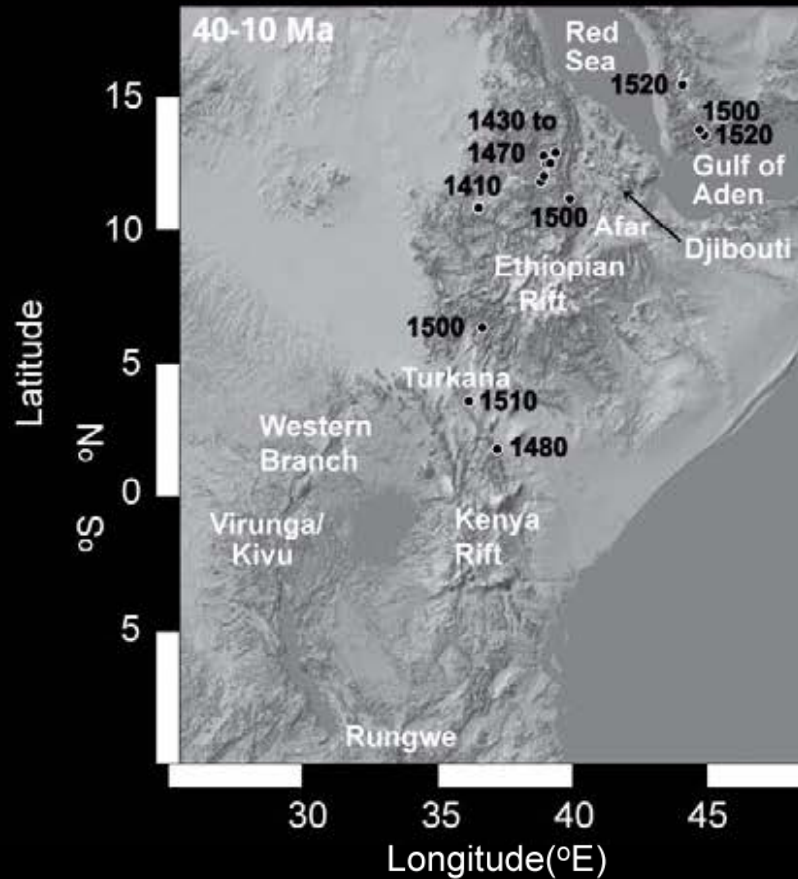 40-10 Ma
Red
Sea
1520
1500
1520
1430 to
1470
1410
1500
Gulf of
Aden
Afar
Djibouti
Ethiopian
Rift
1500
Turkana
1510
1480
Western
Branch
Virunga/
Kivu
Kenya
Rift
Rungwe
Latitude
ºN
ºS
15
10
5
0
5
30
35
40
45
Longitude(ºE)